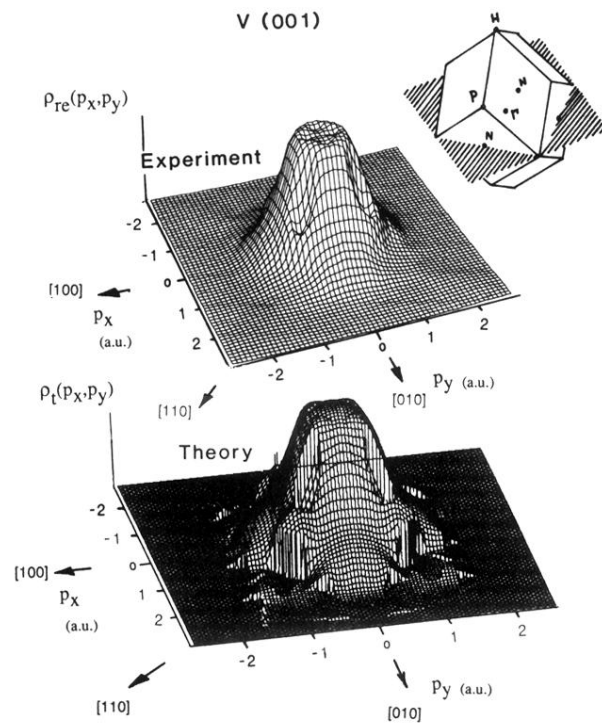 V (001)
H
N
P
Γ
N
ρre(px,py)
Experiment
-2
-1
0
1
2
[100]
px
(a.u.)
-2
-1
0
1
2
py (a.u.)
[110]
[010]
ρt(px,py)
Theory
-2
-1
0
1
2
[100]
px
(a.u.)
-2
-1
0
1
2
py (a.u.)
[110]
[010]